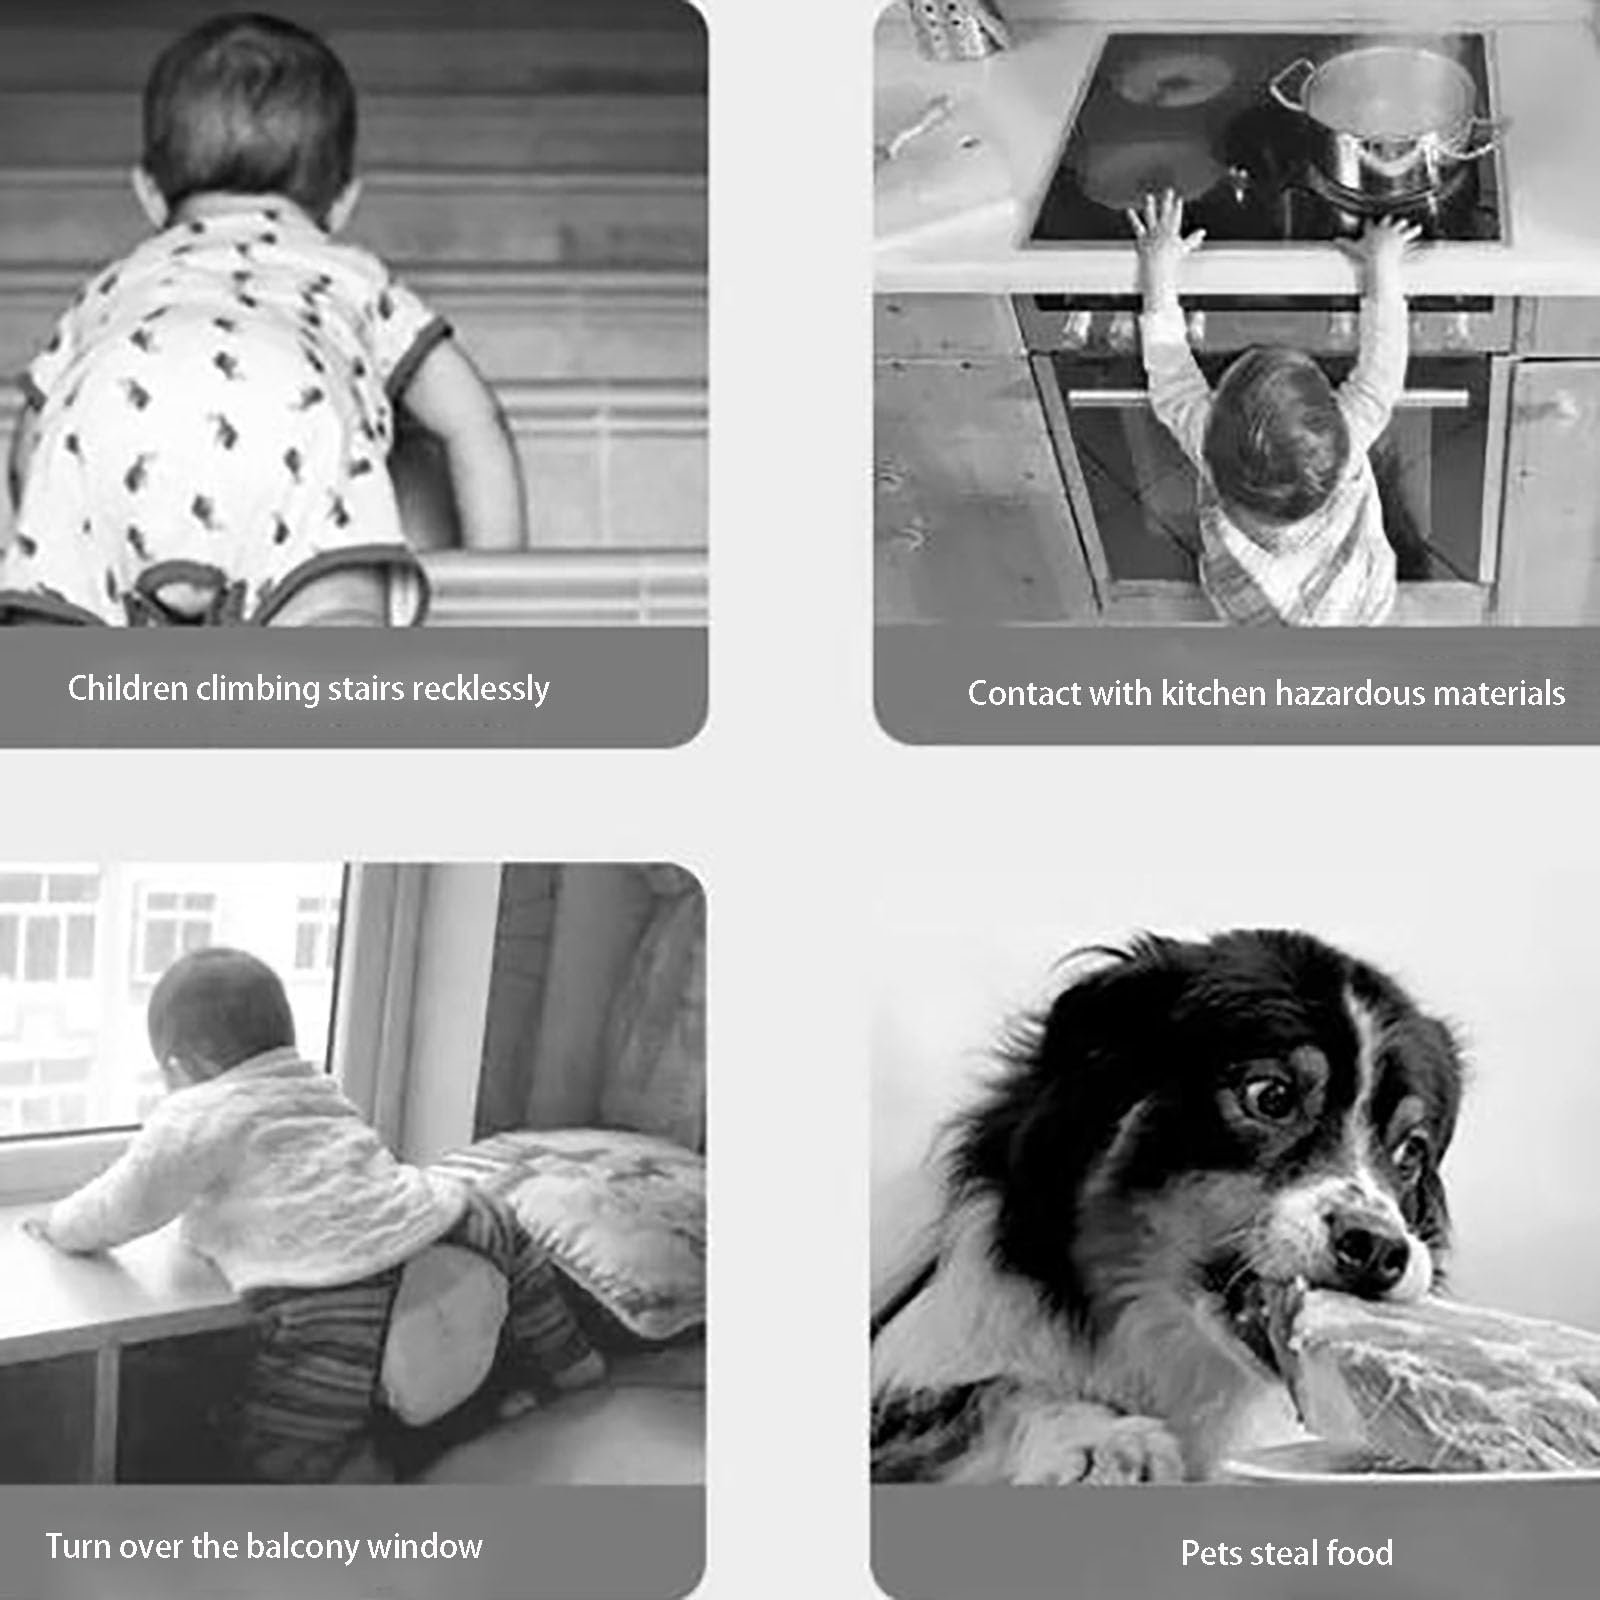 Children climbing stairs recklessly
Contact with kitchen hazardous materials
Turn over the balcony window
Pets steal food